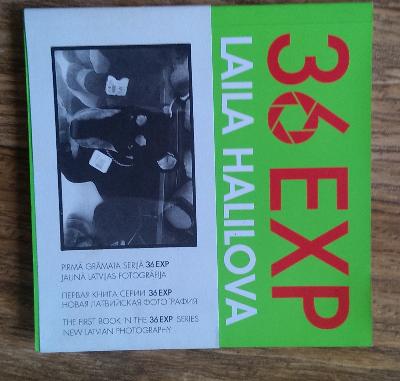 36 EXP
LAILA HALILOVA
PIRMĀ GRĀMATA SĒRIJĀ 36 EXP
JAUNĀ LATVIJAS FOTOGRĀFIJA
ПЕРВАЯ КНИГА СЕРИИ 36 EXP
НОВАЯ ЛАТВИЙСКАЯ ФОТОГРАФИЯ
THE FIRST BOOK IN THE 36 EXP SERIES
NEW LATVIAN PHOTOGRAPHY